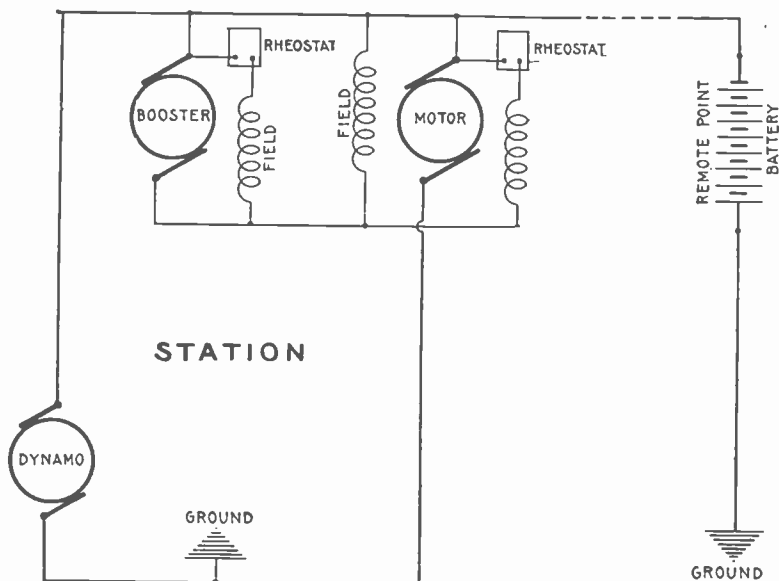 RHEOSTAT
RHEOSTAT
BOOSTER
FIELD
FIELD
MOTOR
REMOTE POINT
BATTERY
STATION
DYNAMO
GROUND
GROUND